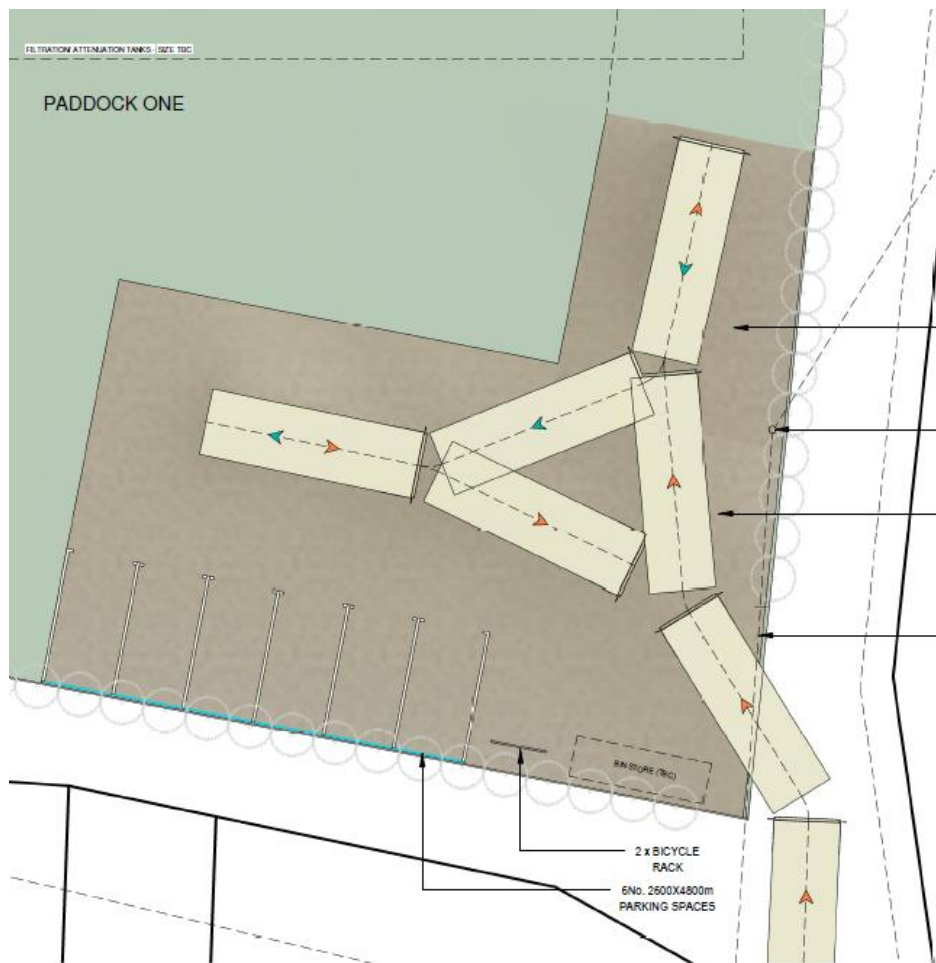 FILTRATION/ ATTENUATION TANKS - SIZE TBC
PADDOCK ONE
BIN STORE (TBC)
2 x BICYCLE
RACK
6No. 2600X4800m
PARKING SPACES